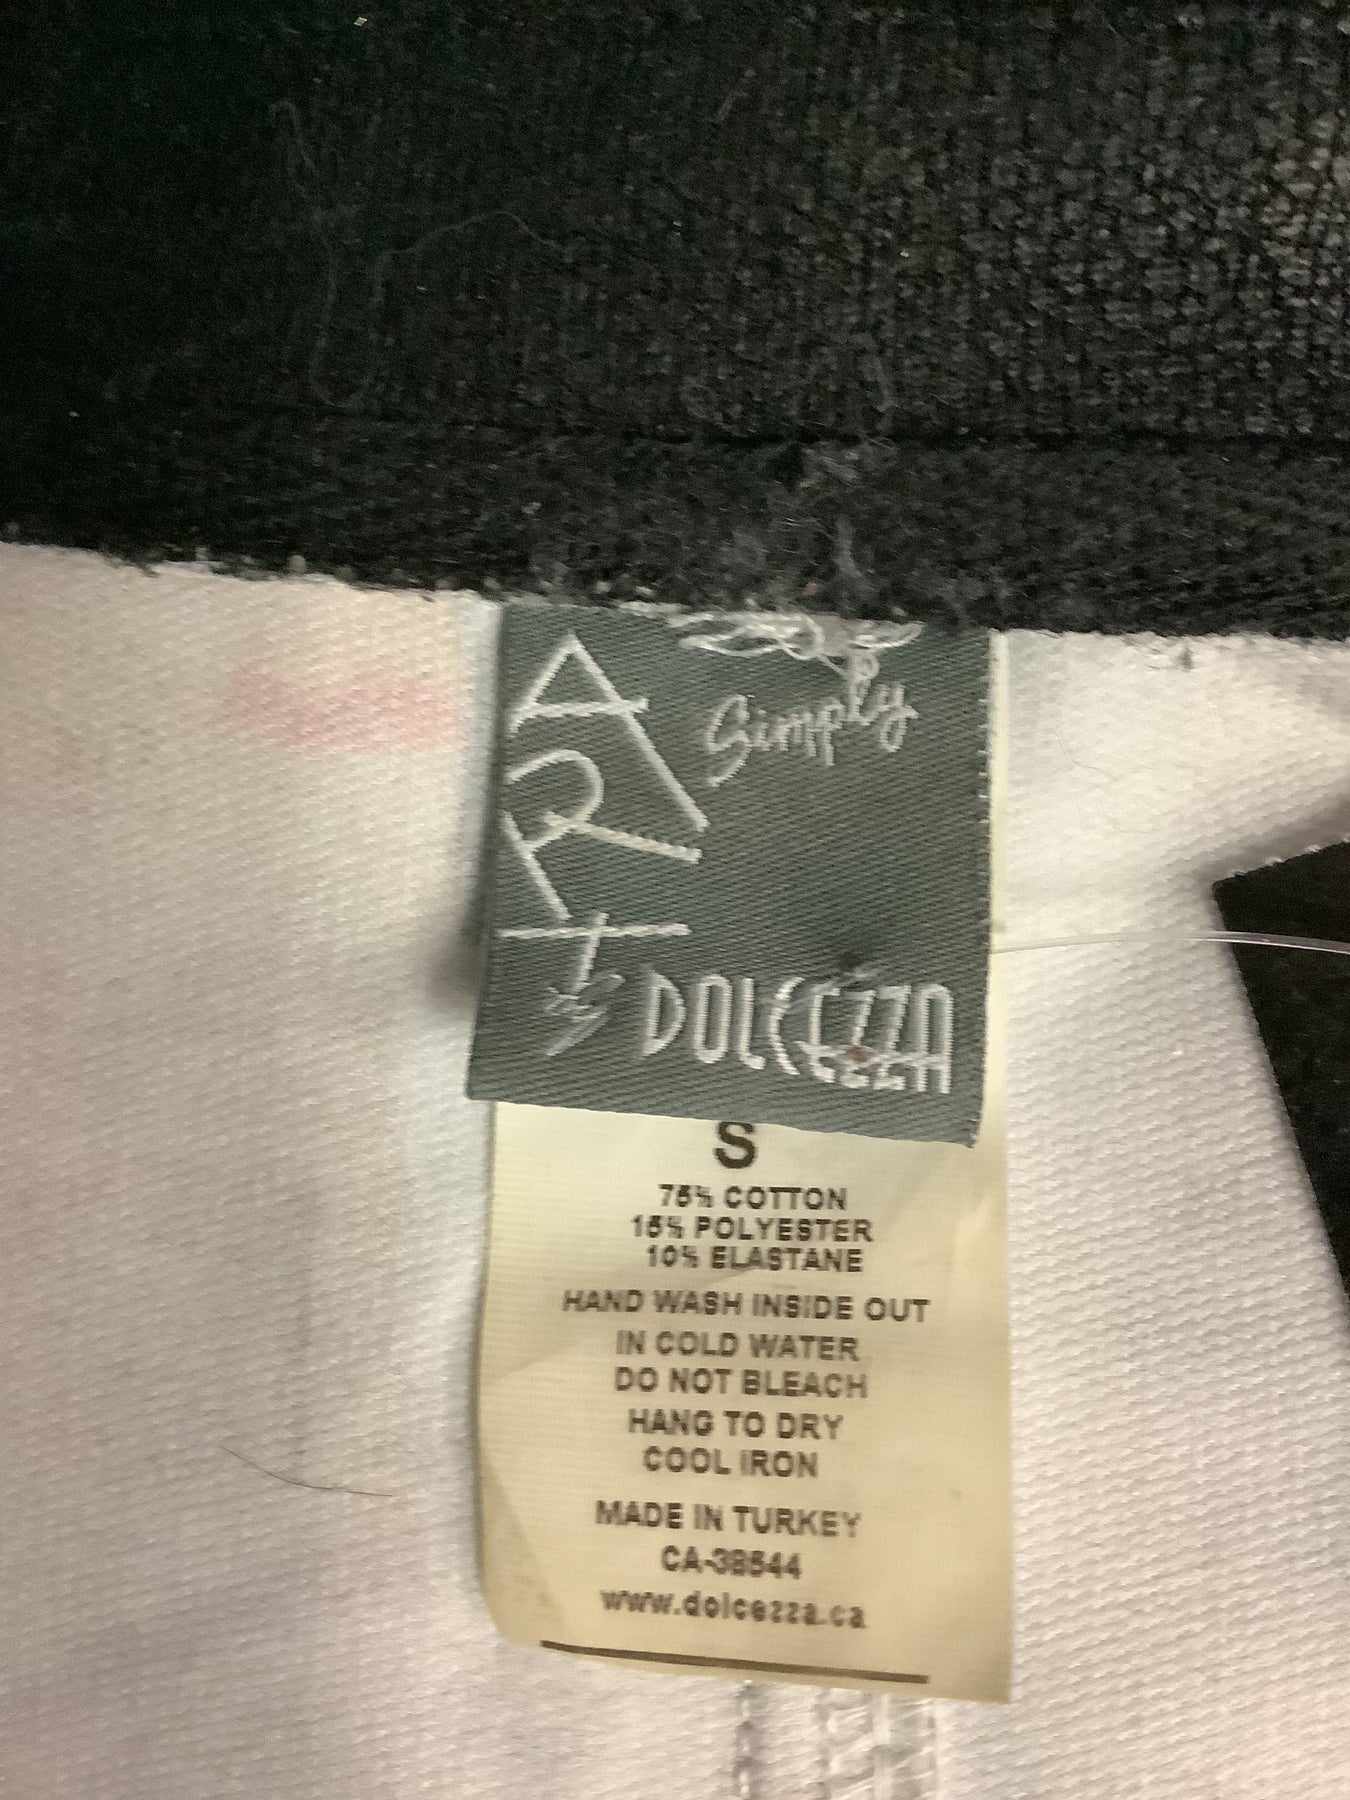 Simply
ART
by DOLCEZZA
S
75% COTTON
15% POLYESTER
10% ELASTANE
HAND WASH INSIDE OUT
IN COLD WATER
DO NOT BLEACH
HANG TO DRY
COOL IRON
MADE IN TURKEY
CA-38544
www.dolcezza.ca